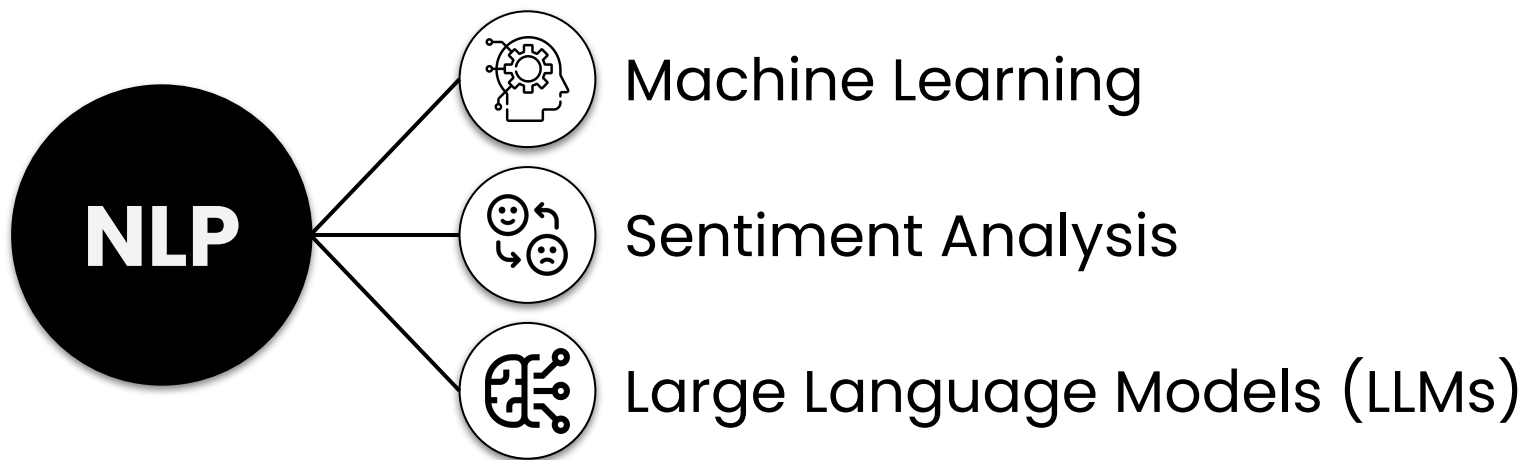 NLP
Machine Learning
Sentiment Analysis
Large Language Models (LLMs)